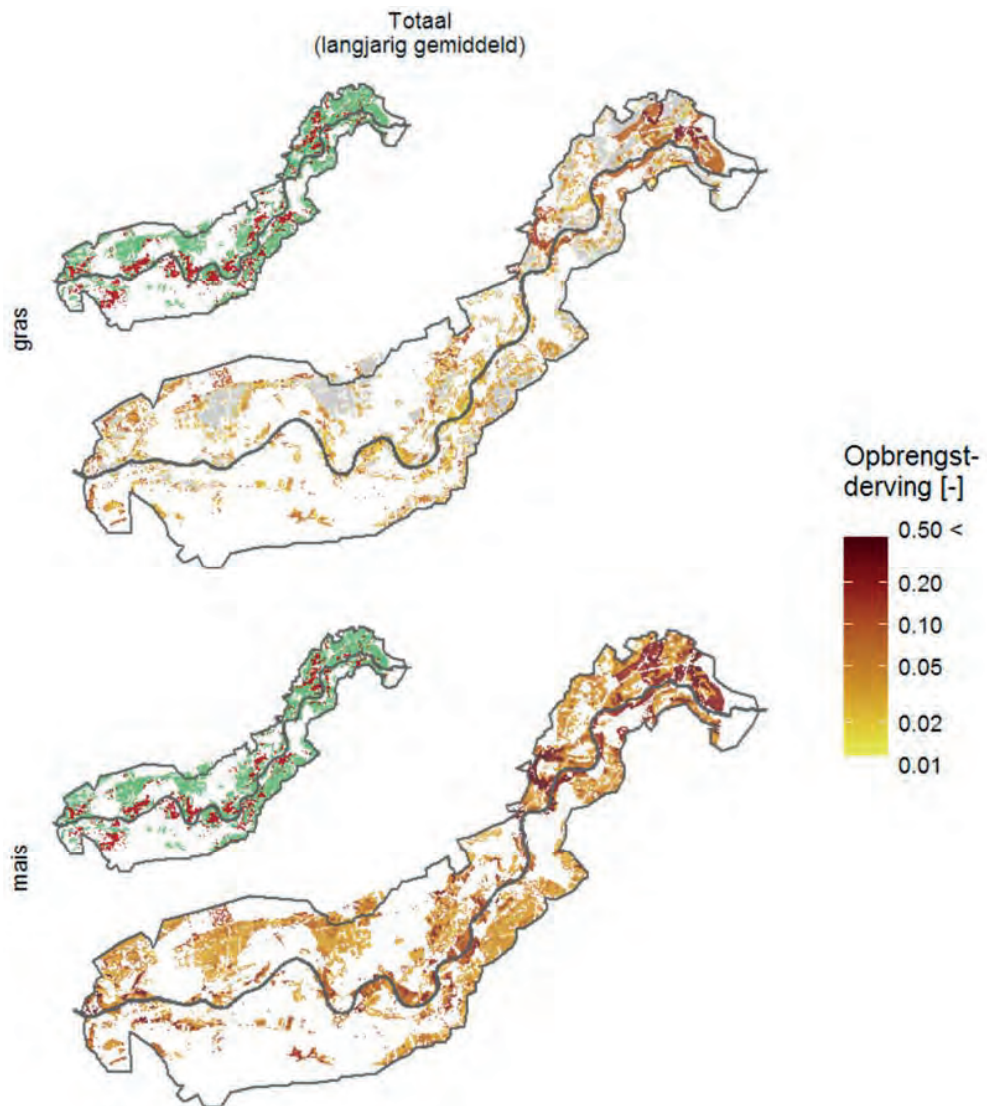 Totaal
(langjarig gemiddeld)
gras
Opbrengst-
derving [-]
0.50 <
0.20
0.10
0.05
0.02
0.01
mais